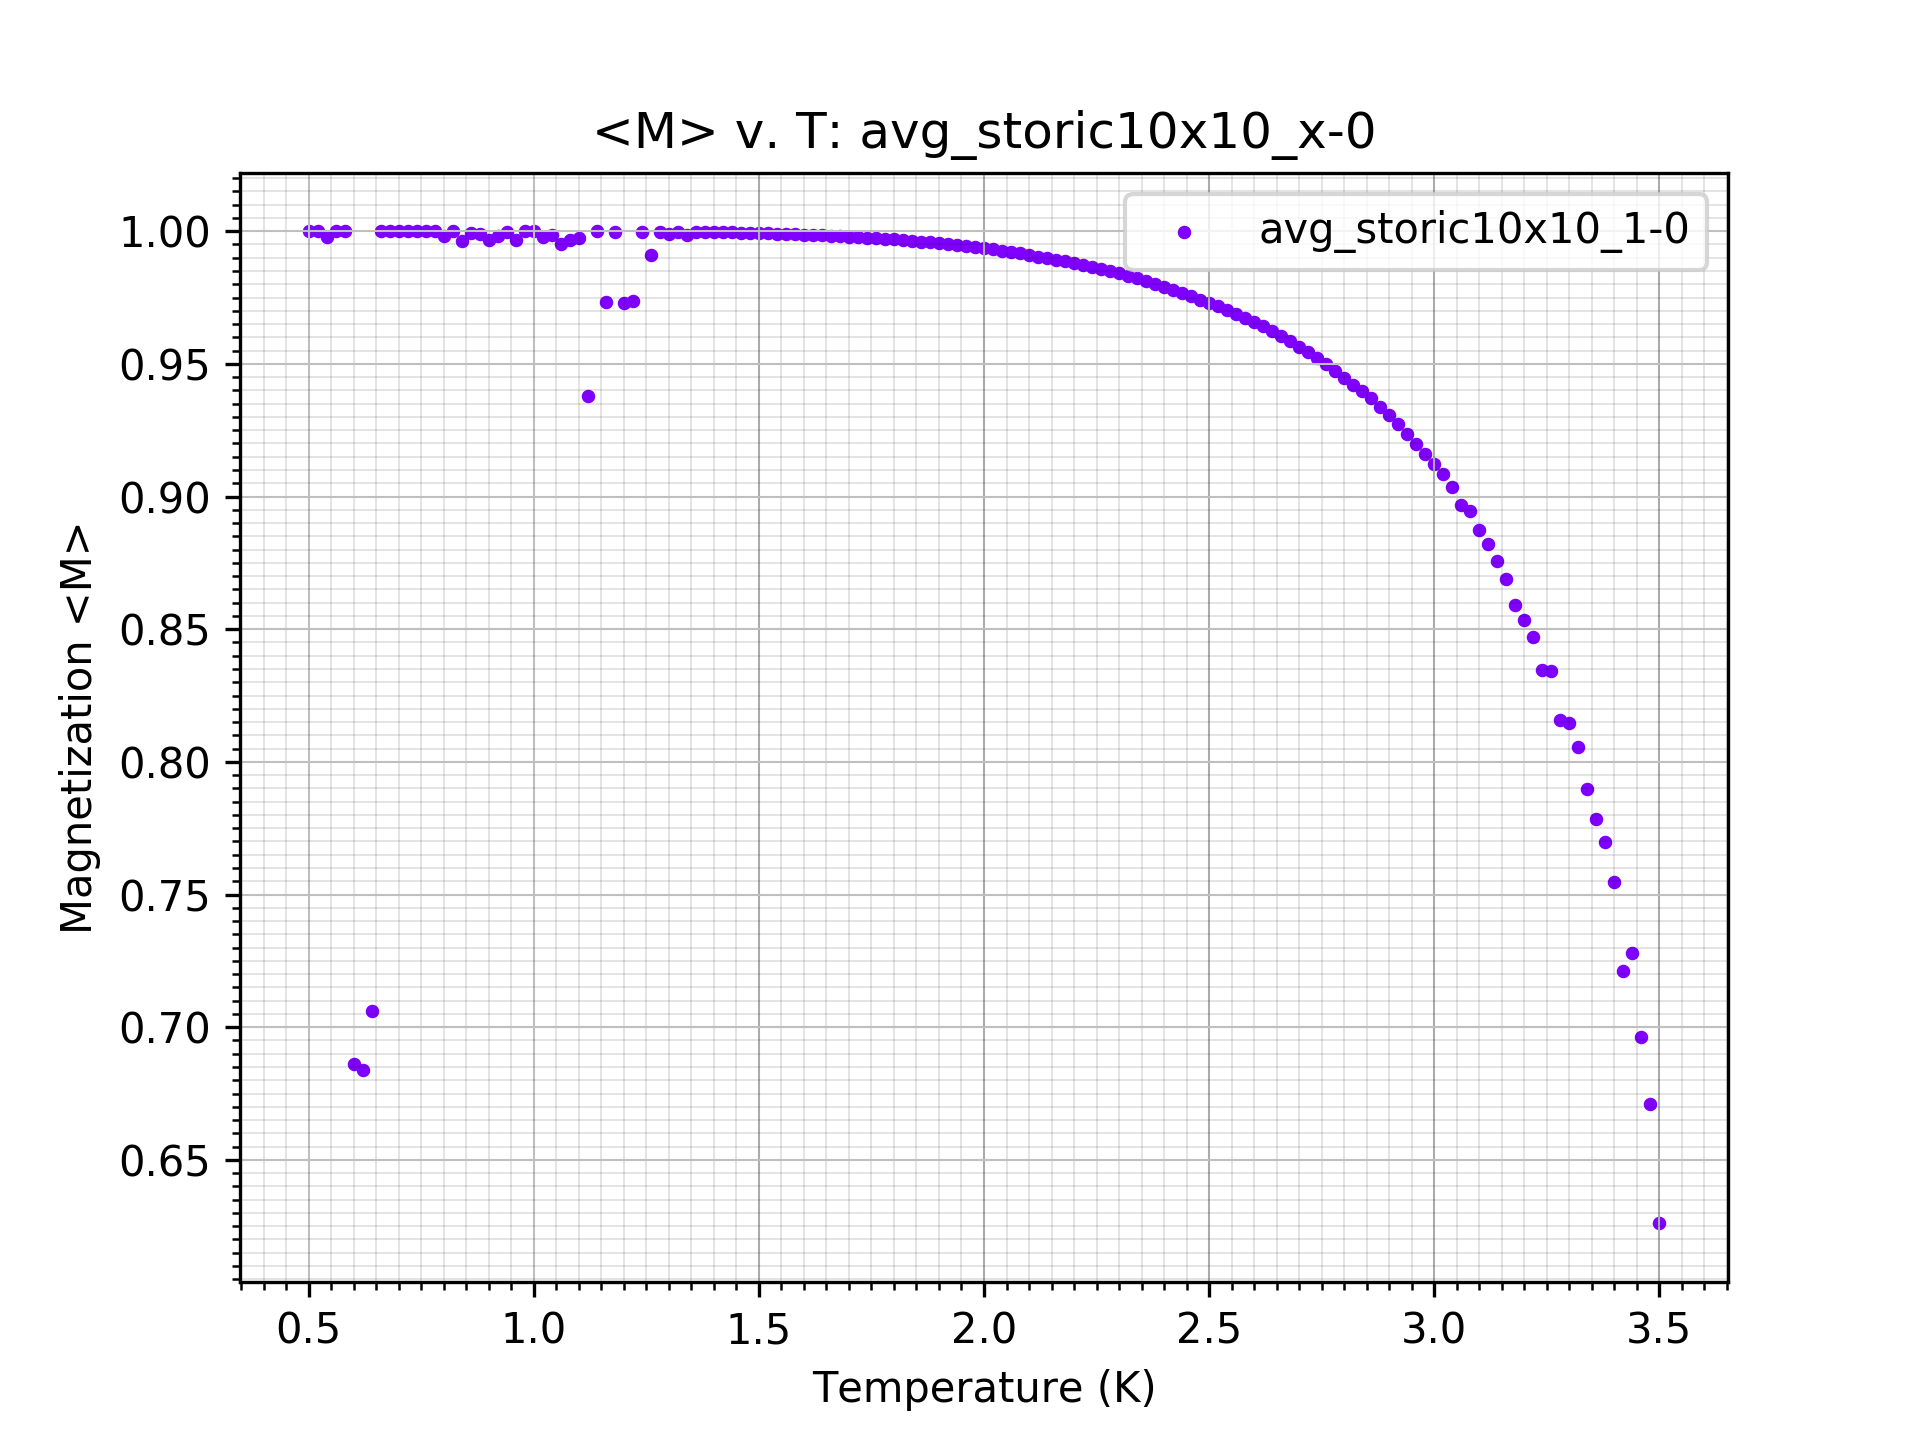 <M> v. T: avg_storic10x10_x-0
avg_storic10x10_1-0
Magnetization <M>
1.00
0.95
0.90
0.85
0.80
0.75
0.70
0.65
0.5 1.0 1.5 2.0 2.5 3.0 3.5
Temperature (K)